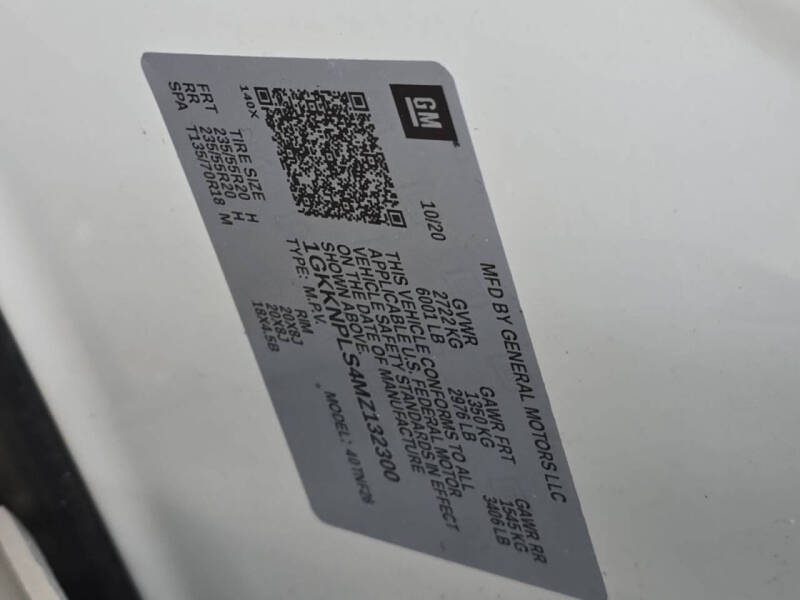 GM
MFD BY GENERAL MOTORS LLC
10/20 GVWR GAWR FRT GAWR RR
2722 KG 1350 KG 1545 KG
6001 LB 2976 LB 3406 LB
THIS VEHICLE CONFORMS TO ALL
APPLICABLE U.S. FEDERAL MOTOR
VEHICLE SAFETY STANDARDS IN EFFECT
ON THE DATE OF MANUFACTURE
SHOWN ABOVE.
1GKKNPLS4MZ132300
TYPE: M.P.V. MODEL: 40TNF26
140X
TIRE SIZE RIM
FRT 235/55R20 H 20X8J
RR 235/55R20 H 20X8J
SPA T135/70R18 M 18X4.5B